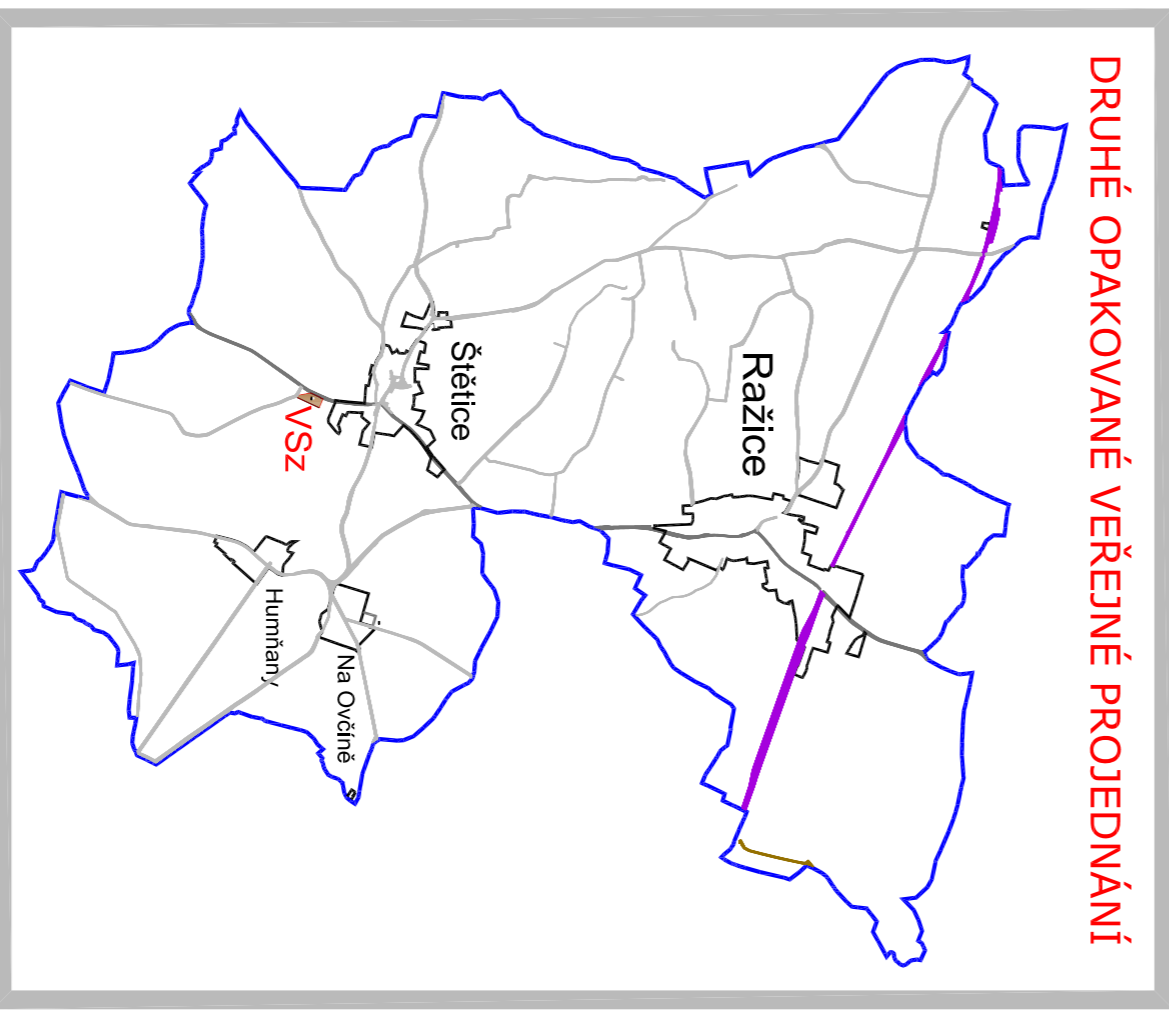 DRUHÉ OPAKOVANÉ VEŘEJNÉ PROJEDNÁNÍ
Ražice
Štětice
VSz
Na Ovčíně
Humňany